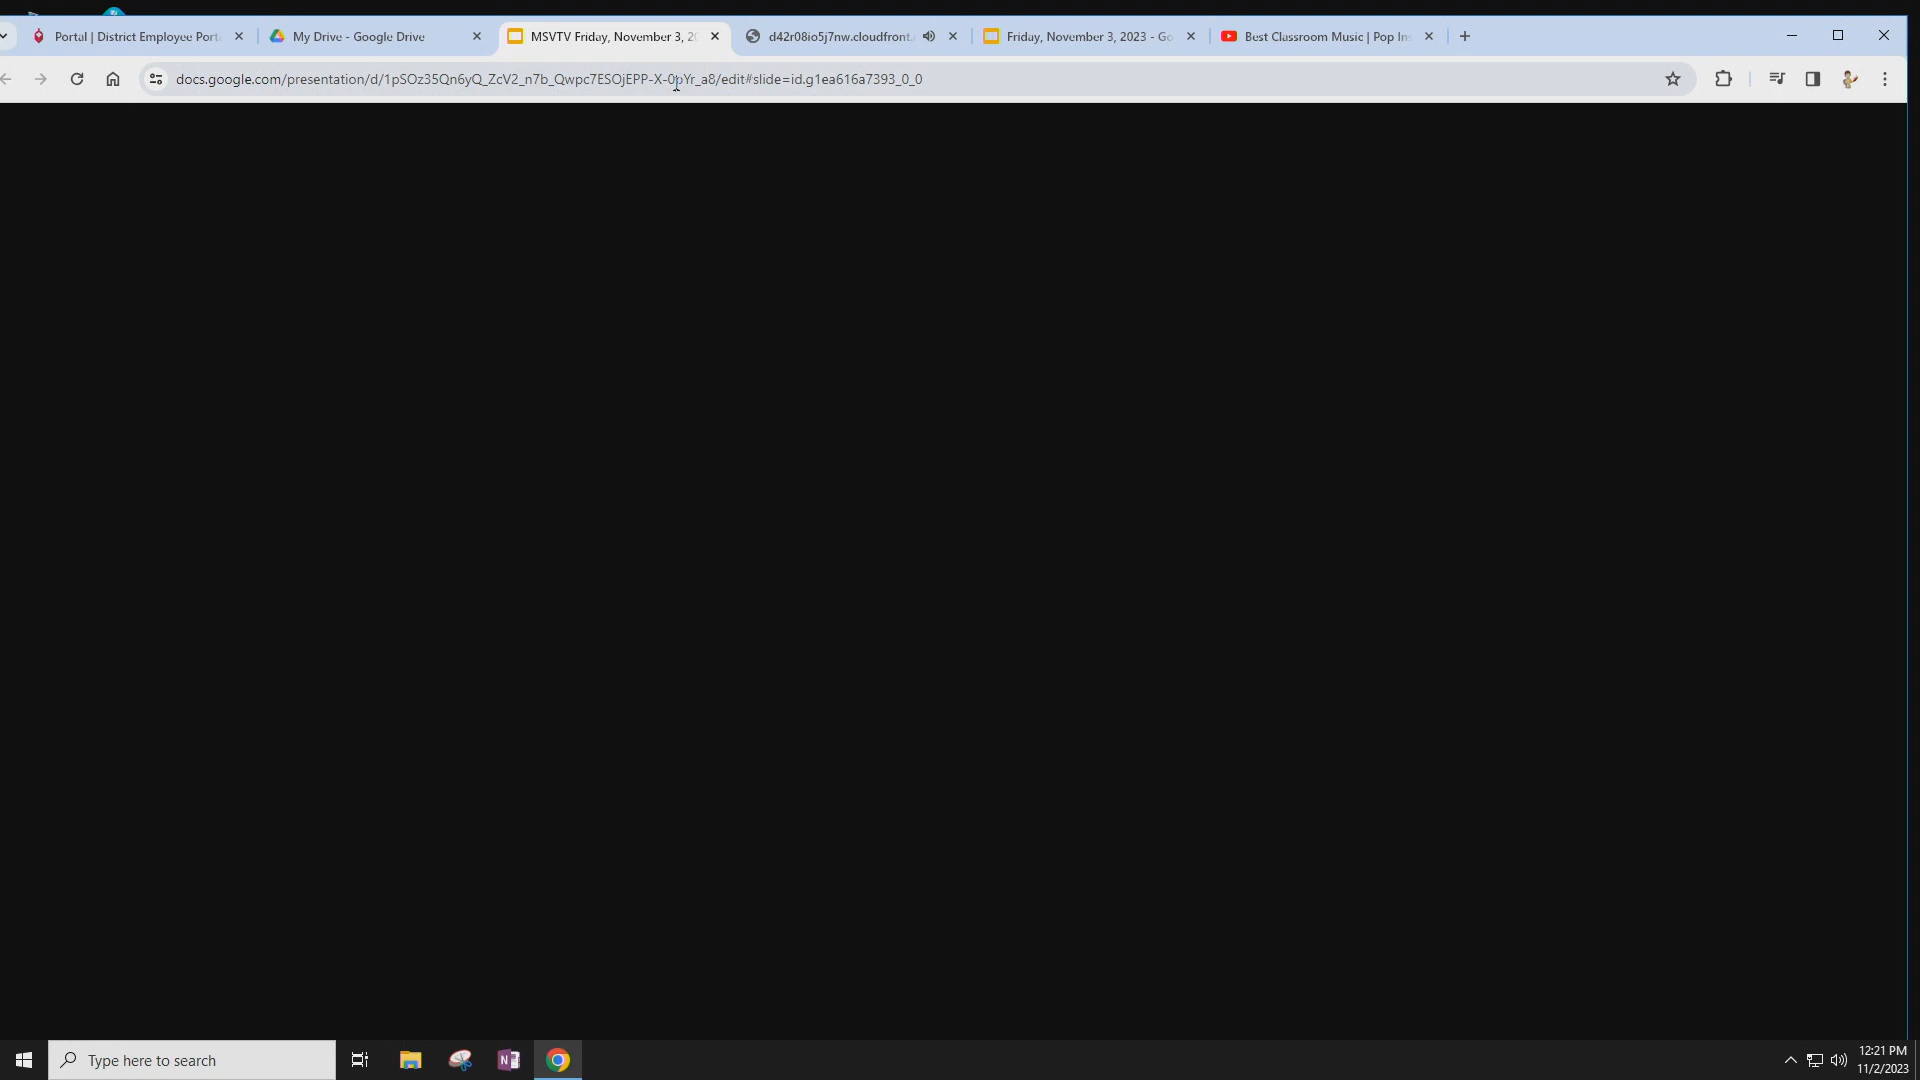 Portal | District Employee Port
My Drive - Google Drive
MSVTV Friday, November 3, 20
d42r08io5j7nw.cloudfront.
Friday, November 3, 2023 - Go
Best Classroom Music | Pop In
docs.google.com/presentation/d/1pSOz35Qn6yQ_ZcV2_n7b_Qwpc7ESOjEPP-X-0pYr_a8/edit#slide=id.g1ea616a7393_0_0
Type here to search
N
12:21 PM
11/2/2023